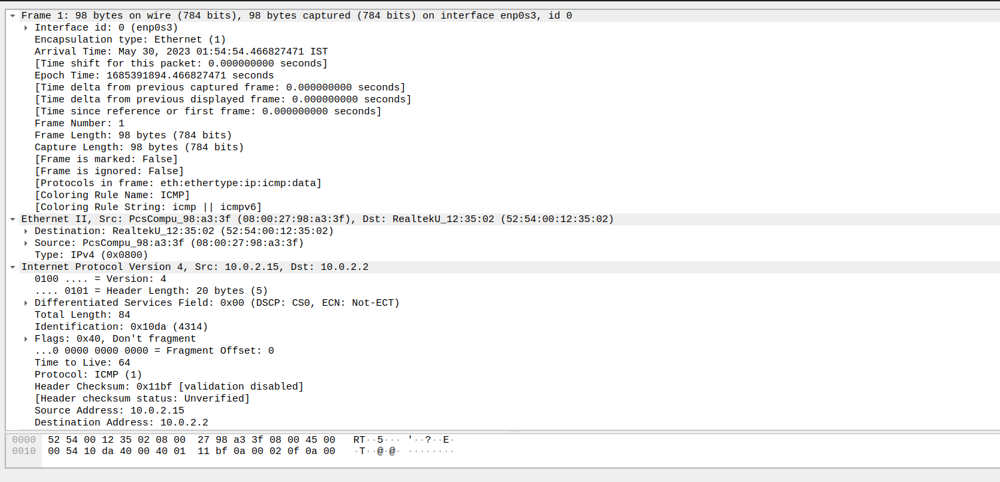 Frame 1: 98 bytes on wire (784 bits), 98 bytes captured (784 bits) on interface enp0s3, id 0
Interface id: 0 (enp0s3)
Encapsulation type: Ethernet (1)
Arrival Time: May 30, 2023 01:54:54.466827471 IST
[Time shift for this packet: 0.000000000 seconds]
Epoch Time: 1685391894.466827471 seconds
[Time delta from previous captured frame: 0.000000000 seconds]
[Time delta from previous displayed frame: 0.000000000 seconds]
[Time since reference or first frame: 0.000000000 seconds]
Frame Number: 1
Frame Length: 98 bytes (784 bits)
Capture Length: 98 bytes (784 bits)
[Frame is marked: False]
[Frame is ignored: False]
[Protocols in frame: eth:ethertype:ip:icmp:data]
[Coloring Rule Name: ICMP]
[Coloring Rule String: icmp || icmpv6]
Ethernet II, Src: PcsCompu_98:a3:3f (08:00:27:98:a3:3f), Dst: RealtekU_12:35:02 (52:54:00:12:35:02)
Destination: RealtekU_12:35:02 (52:54:00:12:35:02)
Source: PcsCompu_98:a3:3f (08:00:27:98:a3:3f)
Type: IPv4 (0x0800)
Internet Protocol Version 4, Src: 10.0.2.15, Dst: 10.0.2.2
0100 .... = Version: 4
.... 0101 = Header Length: 20 bytes (5)
Differentiated Services Field: 0x00 (DSCP: CS0, ECN: Not-ECT)
Total Length: 84
Identification: 0x10da (4314)
Flags: 0x40, Don't fragment
...0 0000 0000 0000 = Fragment Offset: 0
Time to Live: 64
Protocol: ICMP (1)
Header Checksum: 0x11bf [validation disabled]
[Header checksum status: Unverified]
Source Address: 10.0.2.15
Destination Address: 10.0.2.2
0000 52 54 00 12 35 02 08 00 27 98 a3 3f 08 00 45 00 RT··5··· '··?··E·
0010 00 54 10 da 40 00 40 01 11 bf 0a 00 02 0f 0a 00 ·T··@·@· ········